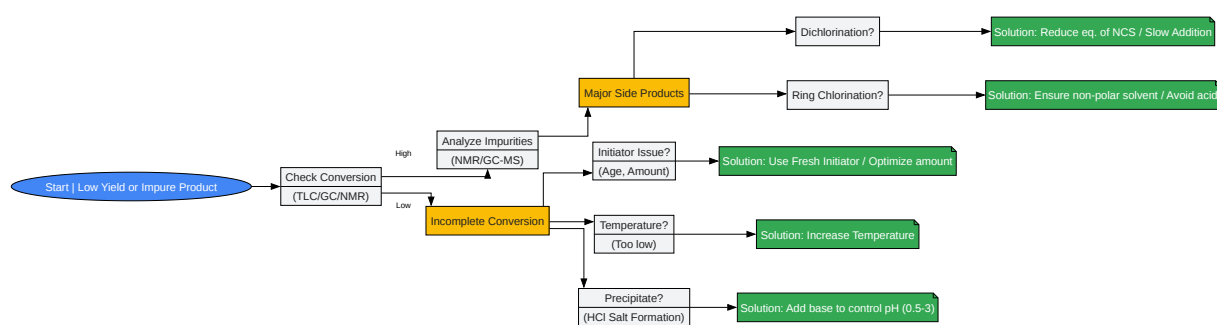 Dichlorination?
Solution: Reduce eq. of NCS / Slow Addition
Major Side Products
Ring Chlorination?
Solution: Ensure non-polar solvent / Avoid acid
Analyze Impurities
(NMR/GC-MS)
High
Initiator Issue?
(Age, Amount)
Solution: Use Fresh Initiator / Optimize amount
Start | Low Yield or Impure Product
Check Conversion
(TLC/GC/NMR)
Low
Incomplete Conversion
Temperature?
(Too low)
Solution: Increase Temperature
Precipitate?
(HCl Salt Formation)
Solution: Add base to control pH (0.5-3)